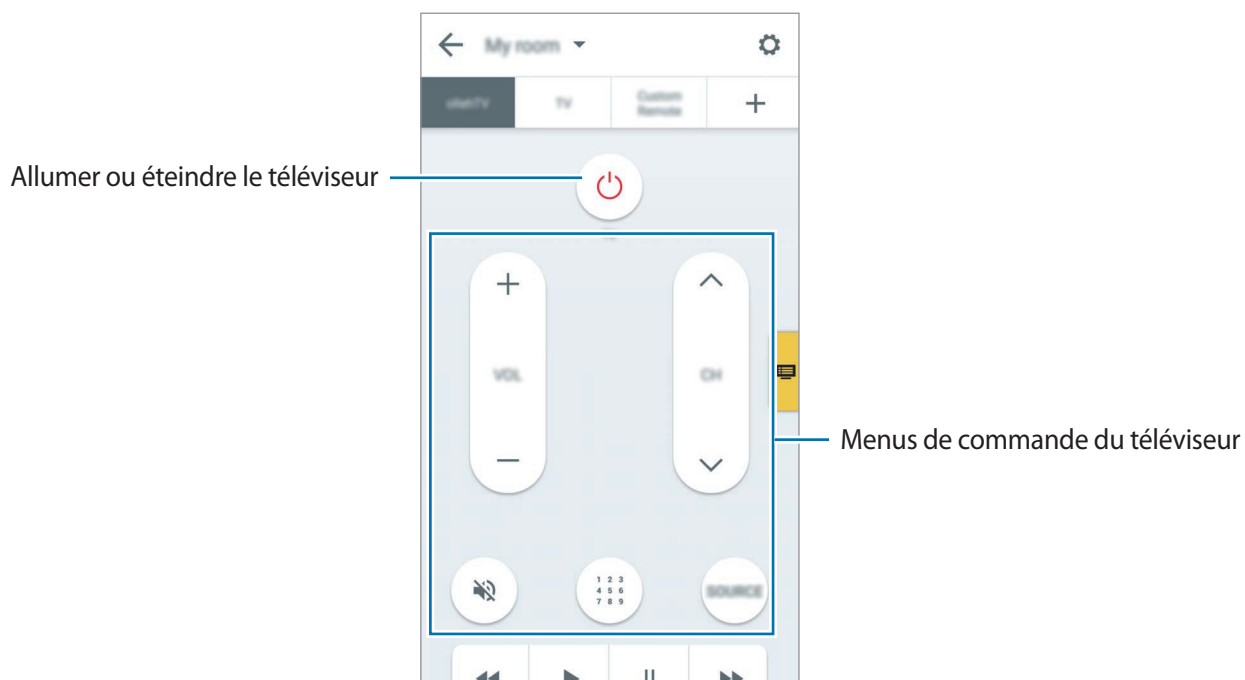 My room
TV
Custom
Remote
Allumer ou éteindre le téléviseur
VOL
CH
Menus de commande du téléviseur
1 2 3
4 5 6
7 8 9
SOURCE